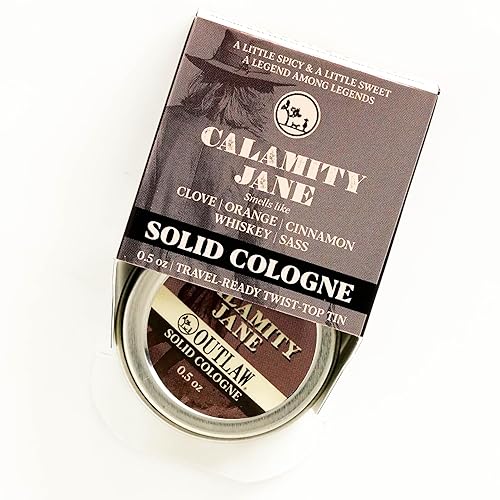 A LITTLE SPICY & A LITTLE SWEET
A LEGEND AMONG LEGENDS
CALAMITY
JANE
Smells like
CLOVE | ORANGE | CINNAMON
WHISKEY | SASS
SOLID COLOGNE
0.5 oz | TRAVEL-READY TWIST-TOP TIN
CALAMITY
JANE
OUTLAW
SOLID COLOGNE
0.5 oz